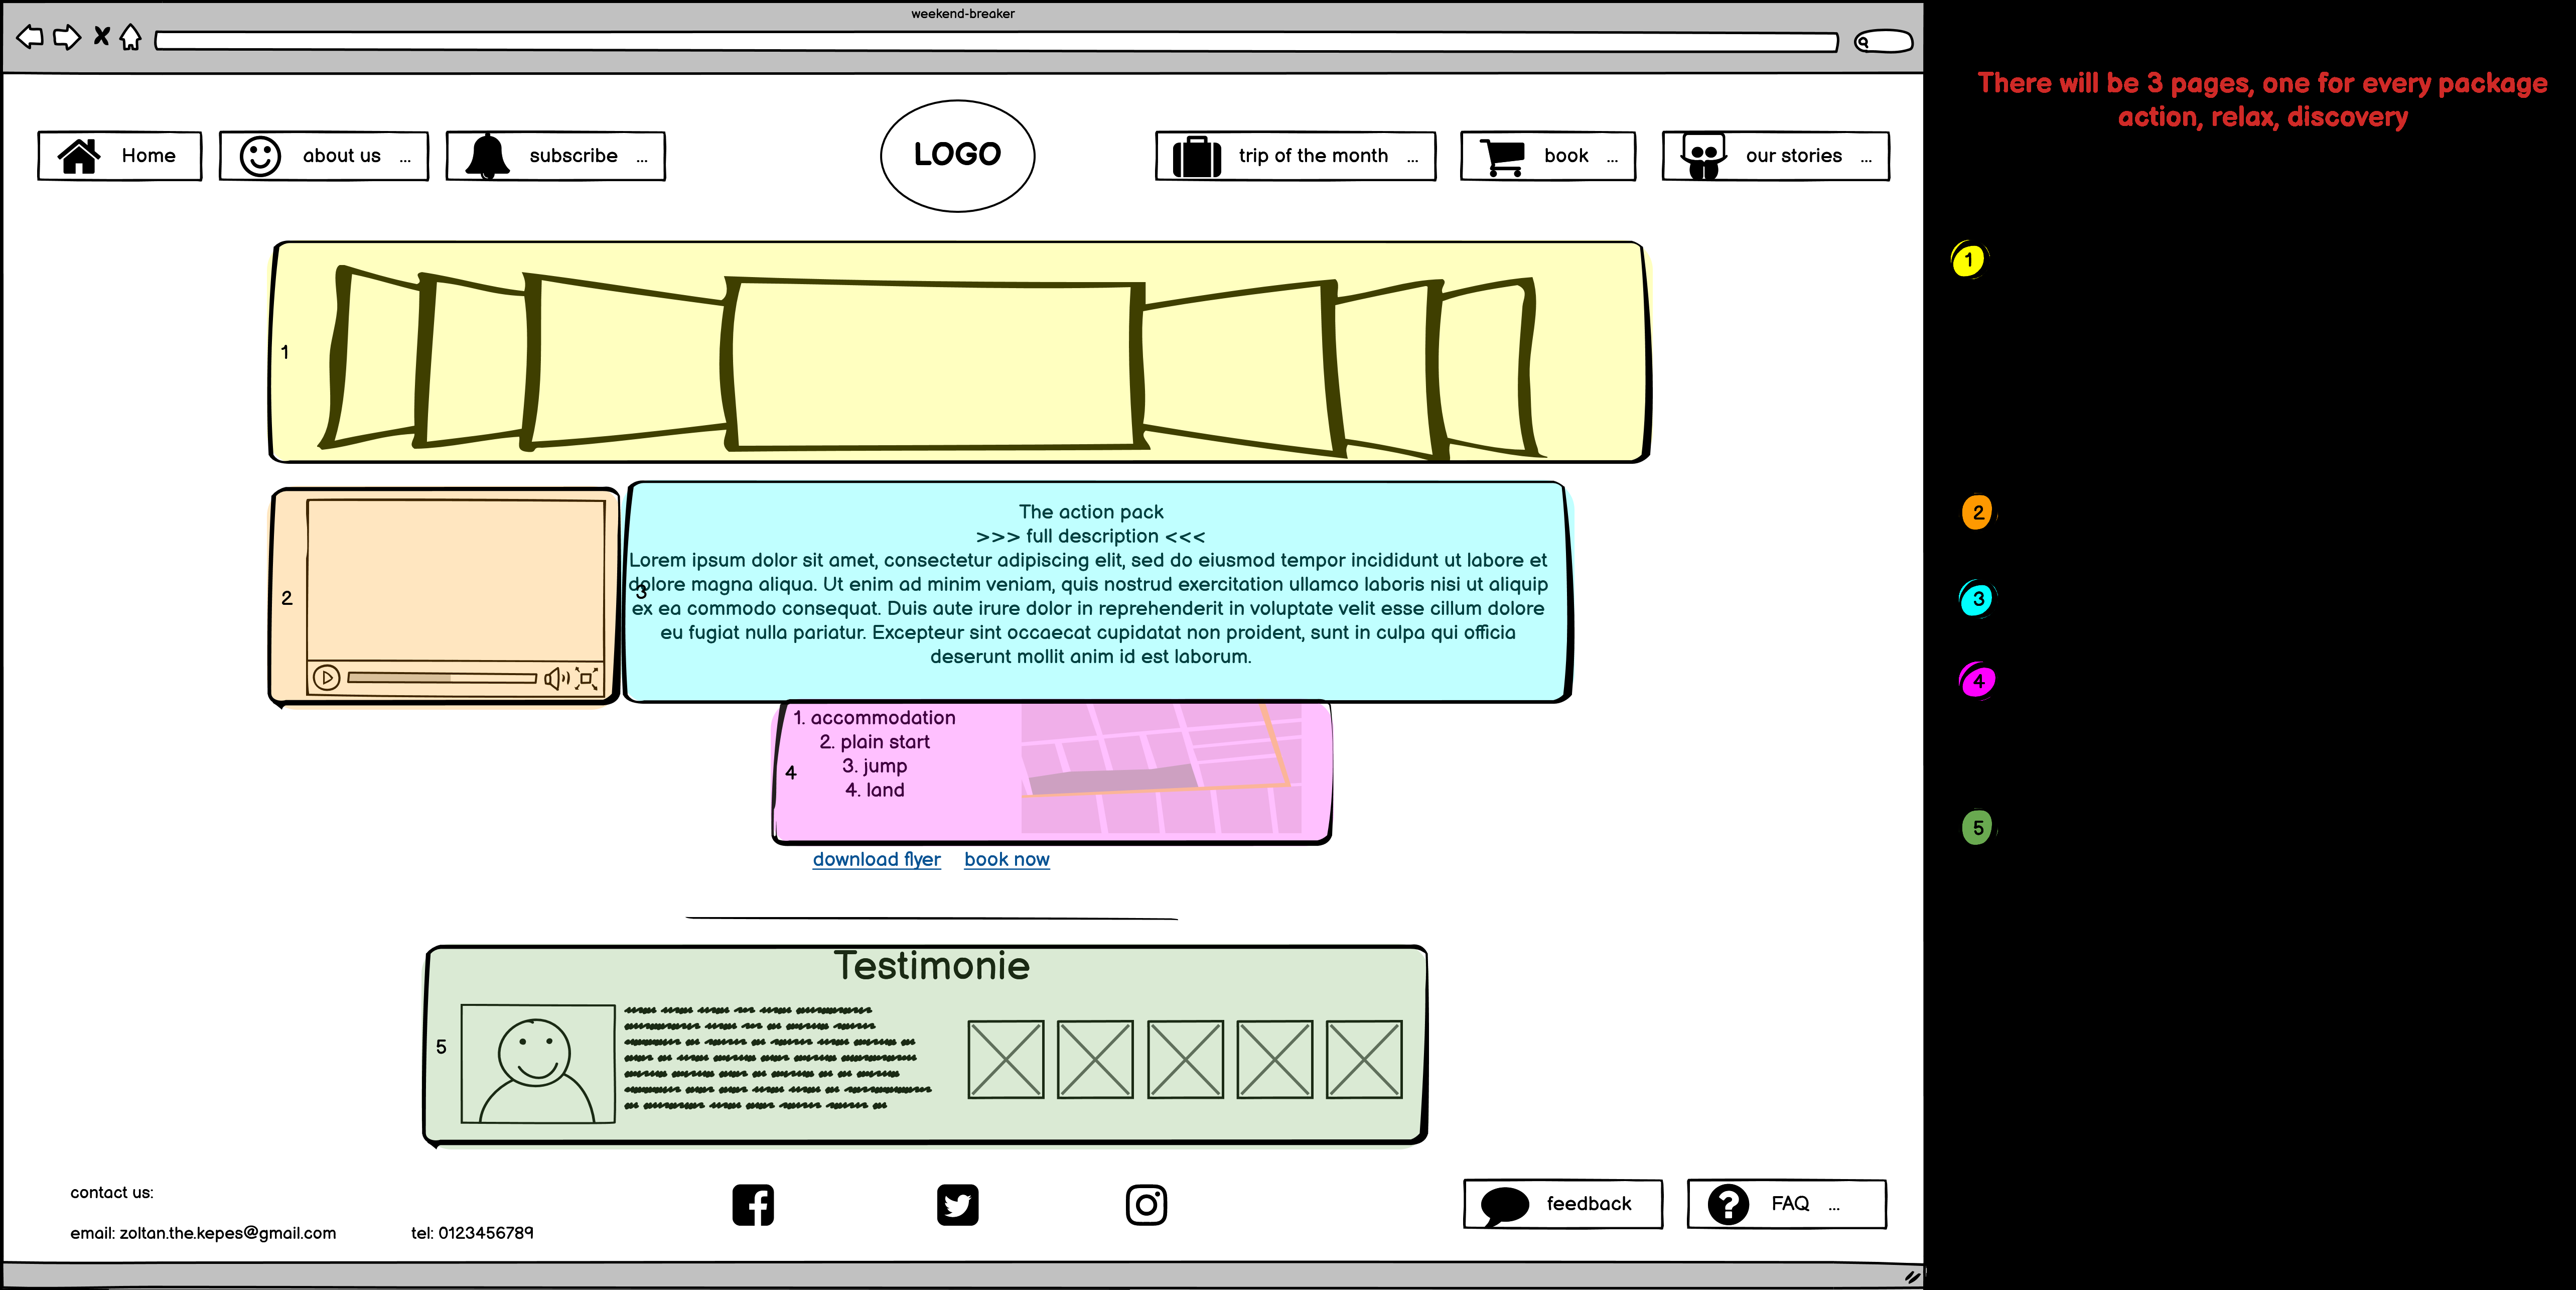 weekend-breaker
There will be 3 pages, one for every package
action, relax, discovery
Home
about us ...
subscribe ...
LOGO
trip of the month ...
book ...
our stories ...
1
1
2
The action pack
>>> full description <<<
Lorem ipsum dolor sit amet, consectetur adipiscing elit, sed do eiusmod tempor incididunt ut labore et
dolore magna aliqua. Ut enim ad minim veniam, quis nostrud exercitation ullamco laboris nisi ut aliquip
ex ea commodo consequat. Duis aute irure dolor in reprehenderit in voluptate velit esse cillum dolore
eu fugiat nulla pariatur. Excepteur sint occaecat cupidatat non proident, sunt in culpa qui officia
deserunt mollit anim id est laborum.
2
3
3
4
1. accommodation
2. plain start
3. jump
4. land
4
download flyer book now
5
Testimonie
5
contact us:
email: zoltan.the.kepes@gmail.com
tel: 0123456789
feedback
FAQ ...